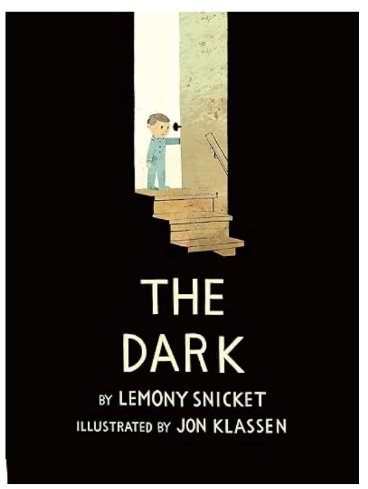 THE
DARK
BY LEMONY SNICKET
ILLUSTRATED BY JON KLASSEN